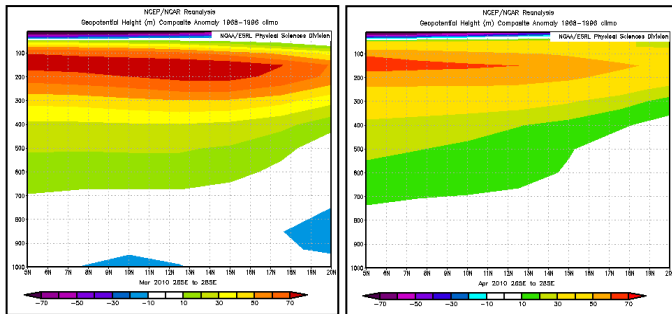 NCEP/NCAR Reanalysis
Geopotential Height (m) Composite Anomaly 1968-1996 climo
NOAA/ESRL Physical Sciences Division
100
200
300
400
500
600
700
800
900
1000
5N 6N 7N 8N 9N 10N 11N 12N 13N 14N 15N 16N 17N 18N 19N 20N
Mar 2010 265E to 285E
-70 -50 -30 -10 10 30 50 70
NCEP/NCAR Reanalysis
Geopotential Height (m) Composite Anomaly 1968-1996 climo
NOAA/ESRL Physical Sciences Division
100
200
300
400
500
600
700
800
900
1000
5N 6N 7N 8N 9N 10N 11N 12N 13N 14N 15N 16N 17N 18N 19N 20N
Apr 2010 265E to 285E
-70 -50 -30 -10 10 30 50 70